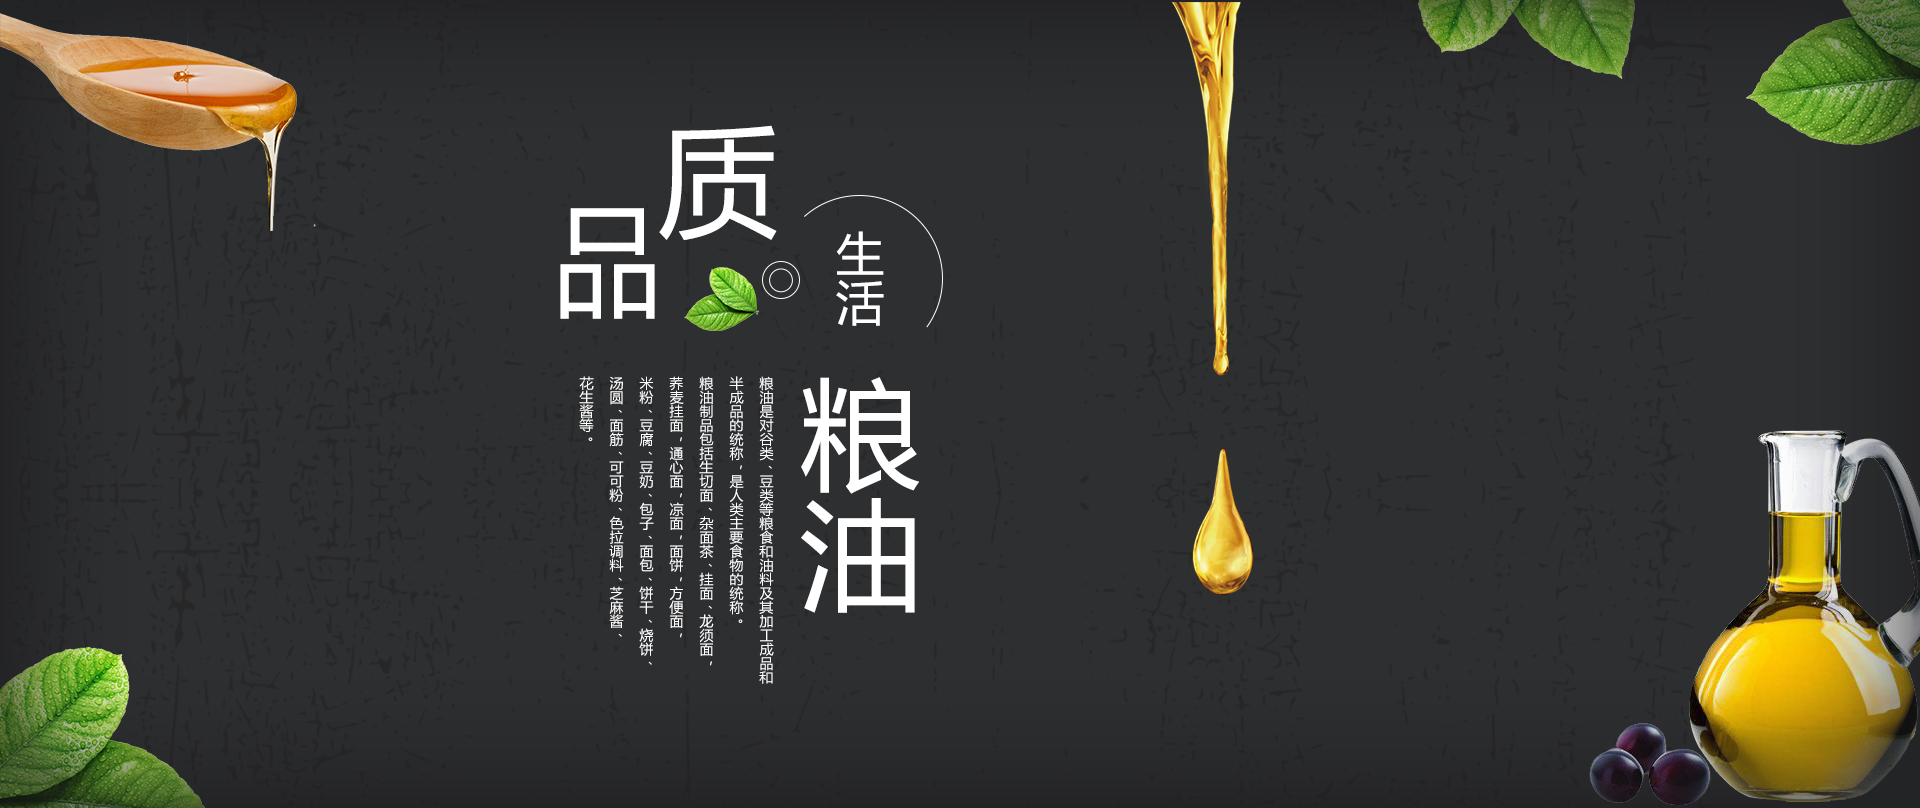 品质
生活
粮油
粮油是对谷类、豆类等粮食和油料及其加工成品和
半成品的统称，是人类主要食物的统称。
粮油制品包括生切面、杂面茶、挂面、龙须面，
荞麦挂面，通心面，凉面，面饼，方便面，
米粉、豆腐、豆奶、包子、面包、饼干、烧饼、
汤圆、面筋、可可粉、色拉调料、芝麻酱、
花生酱等。